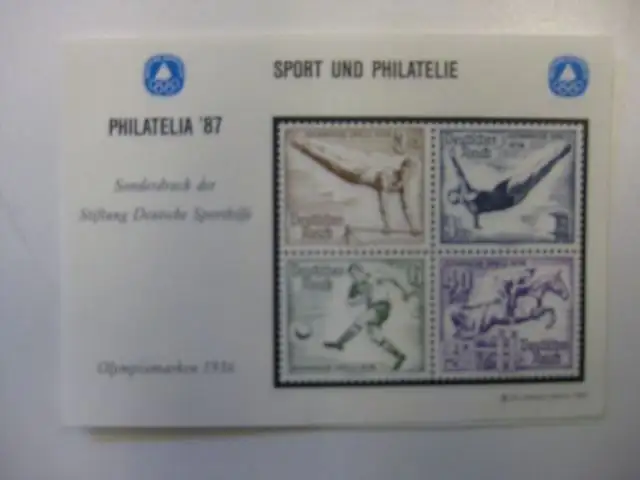 SPORT UND PHILATELIE
PHILATELIA '87
Sonderdruck der
Stiftung Deutsche Sporthilfe
Olympiamarken 1936
Deutsches
Reich
Deutsches
Reich
Deutsches
Reich
Deutsches
Reich